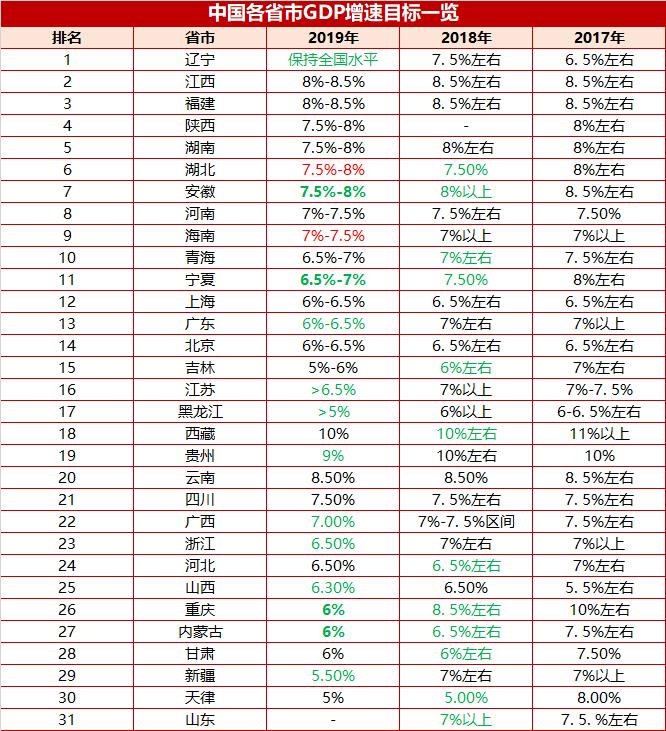 中国各省市GDP增速目标一览
排名 省市 2019年 2018年 2017年
1 辽宁 保持全国水平 7.5%左右 6.5%左右
2 江西 8%-8.5% 8.5%左右 8.5%左右
3 福建 8%-8.5% 8.5%左右 8.5%左右
4 陕西 7.5%-8% - 8%左右
5 湖南 7.5%-8% 8%左右 8%左右
6 湖北 7.5%-8% 7.50% 8%左右
7 安徽 7.5%-8% 8%以上 8.5%左右
8 河南 7%-7.5% 7.5%左右 7.50%
9 海南 7%-7.5% 7%以上 7%以上
10 青海 6.5%-7% 7%左右 7.5%左右
11 宁夏 6.5%-7% 7.50% 8%左右
12 上海 6%-6.5% 6.5%左右 6.5%左右
13 广东 6%-6.5% 7%左右 7%以上
14 北京 6%-6.5% 6.5%左右 6.5%左右
15 吉林 5%-6% 6%左右 7%左右
16 江苏 >6.5% 7%以上 7%-7.5%
17 黑龙江 >5% 6%以上 6-6.5%左右
18 西藏 10% 10%左右 11%以上
19 贵州 9% 10%左右 10%
20 云南 8.50% 8.50% 8.5%左右
21 四川 7.50% 7.5%左右 7.5%左右
22 广西 7.00% 7%-7.5%区间 7.5%左右
23 浙江 6.50% 7%左右 7%以上
24 河北 6.50% 6.5%左右 7%左右
25 山西 6.30% 6.50% 5.5%左右
26 重庆 6% 8.5%左右 10%左右
27 内蒙古 6% 6.5%左右 7.5%左右
28 甘肃 6% 6%左右 7.50%
29 新疆 5.50% 7%左右 7%以上
30 天律 5% 5.00% 8.00%
31 山东 - 7%以上 7.5.%左右